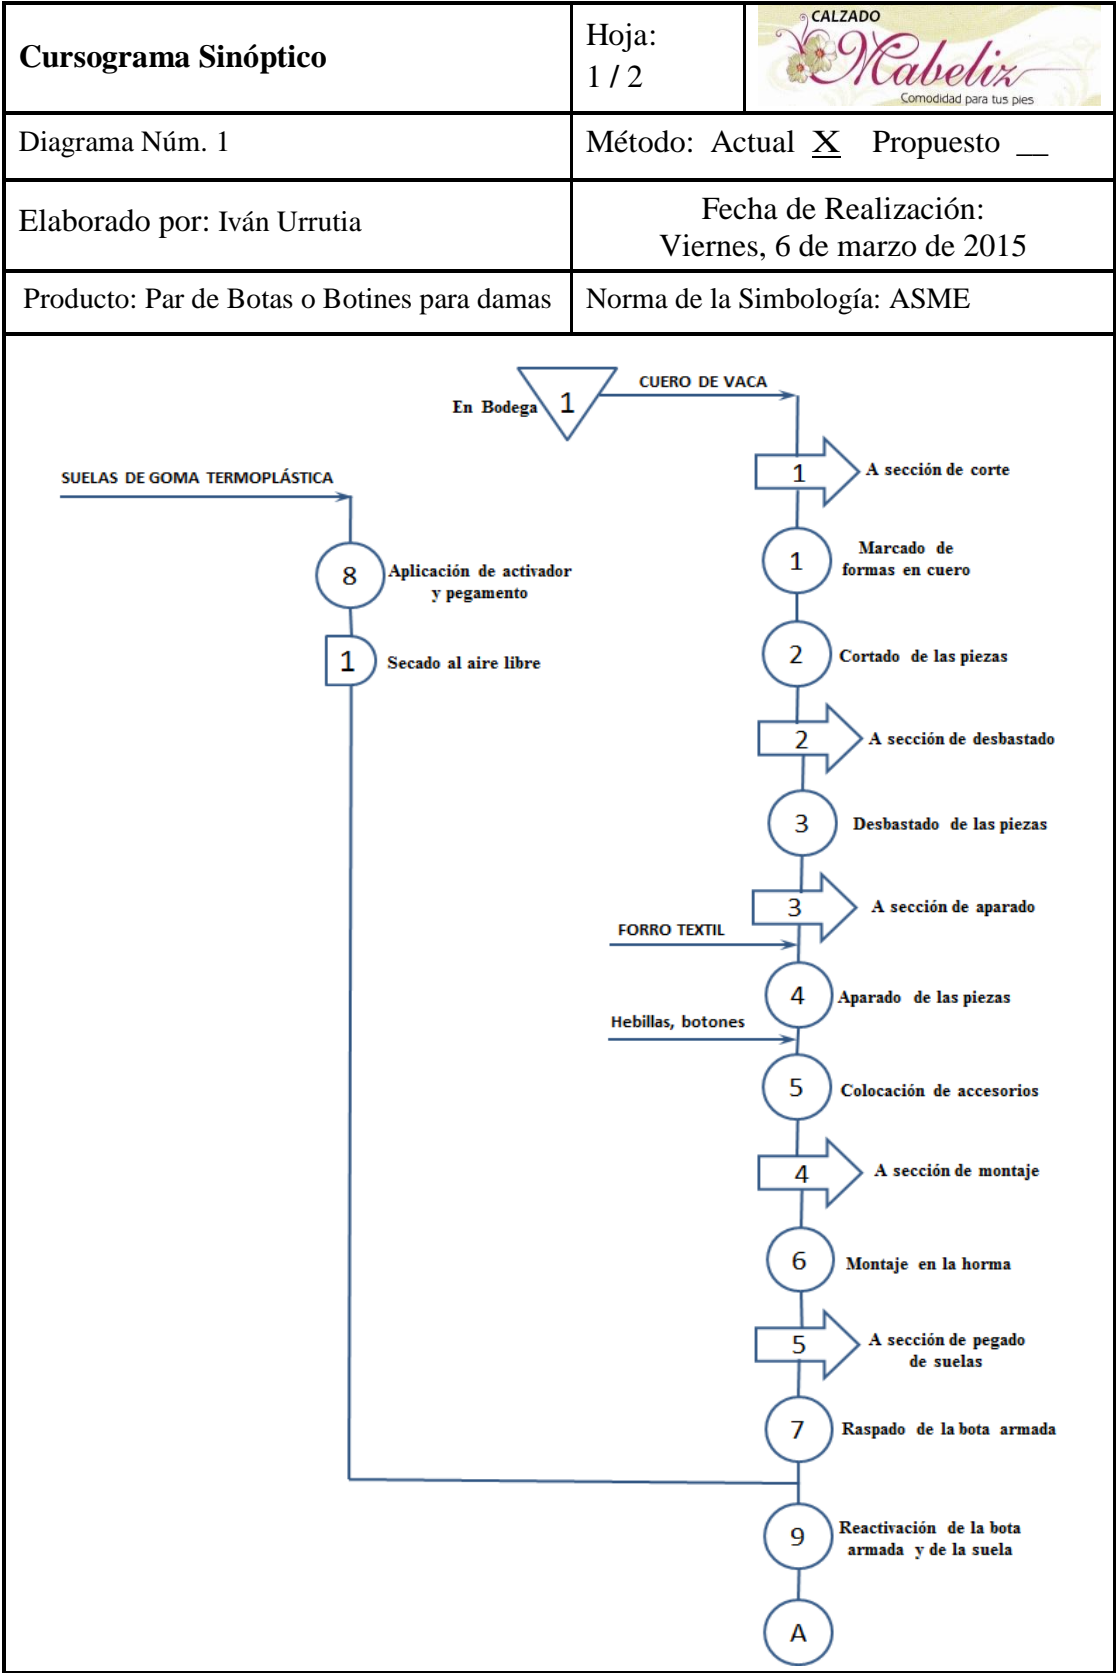 Cursograma Sinóptico
Hoja:
1 / 2
CALZADO
Mabeliz
Comodidad para tus pies
Diagrama Núm. 1
Método: Actual X Propuesto __
Elaborado por: Iván Urrutia
Fecha de Realización:
Viernes, 6 de marzo de 2015
Producto: Par de Botas o Botines para damas
Norma de la Simbología: ASME
En Bodega
1
CUERO DE VACA
1
A sección de corte
SUELAS DE GOMA TERMOPLÁSTICA
1
Marcado de
formas en cuero
8
Aplicación de activador
y pegamento
2
Cortado de las piezas
1
Secado al aire libre
2
A sección de desbastado
3
Desbastado de las piezas
3
A sección de aparado
FORRO TEXTIL
4
Aparado de las piezas
Hebillas, botones
5
Colocación de accesorios
4
A sección de montaje
6
Montaje en la horma
5
A sección de pegado
de suelas
7
Raspado de la bota armada
9
Reactivación de la bota
armada y de la suela
A